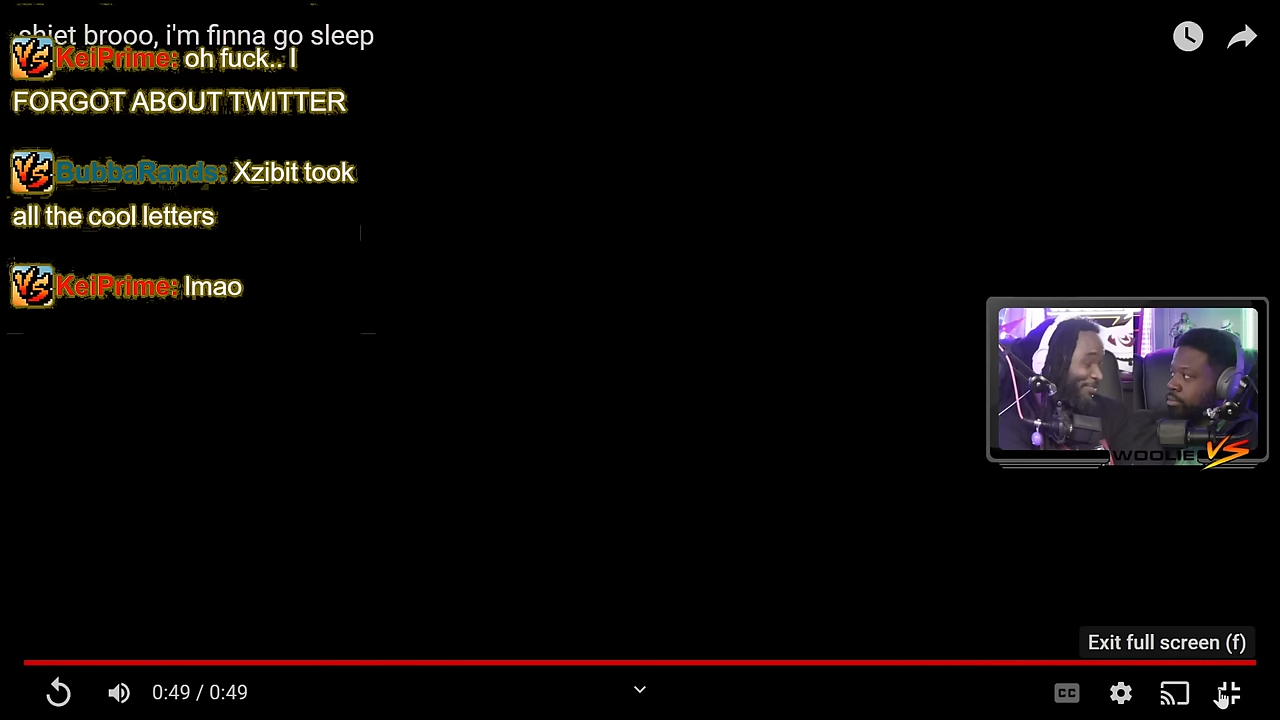 shiet brooo, i'm finna go sleep
KeiPrime: oh fuck.. I
FORGOT ABOUT TWITTER
BubbaRands: Xzibit took
all the cool letters
KeiPrime: lmao
WOOLIE VS
Exit full screen (f)
0:49 / 0:49
CC